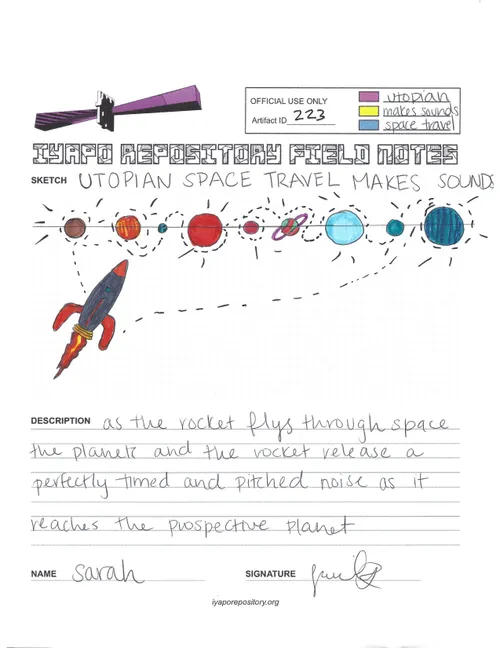 OFFICIAL USE ONLY
Artifact ID 223
utopian
makes sounds
space travel
IYAPO REPOSITORY FIELD NOTES
SKETCH UTOPIAN SPACE TRAVEL MAKES SOUNDS
DESCRIPTION as the rocket flys through space
the planets and the rocket release a
perfectly timed and pitched noise as it
reaches the prospective planet
NAME Sarah
SIGNATURE
iyaporepository.org